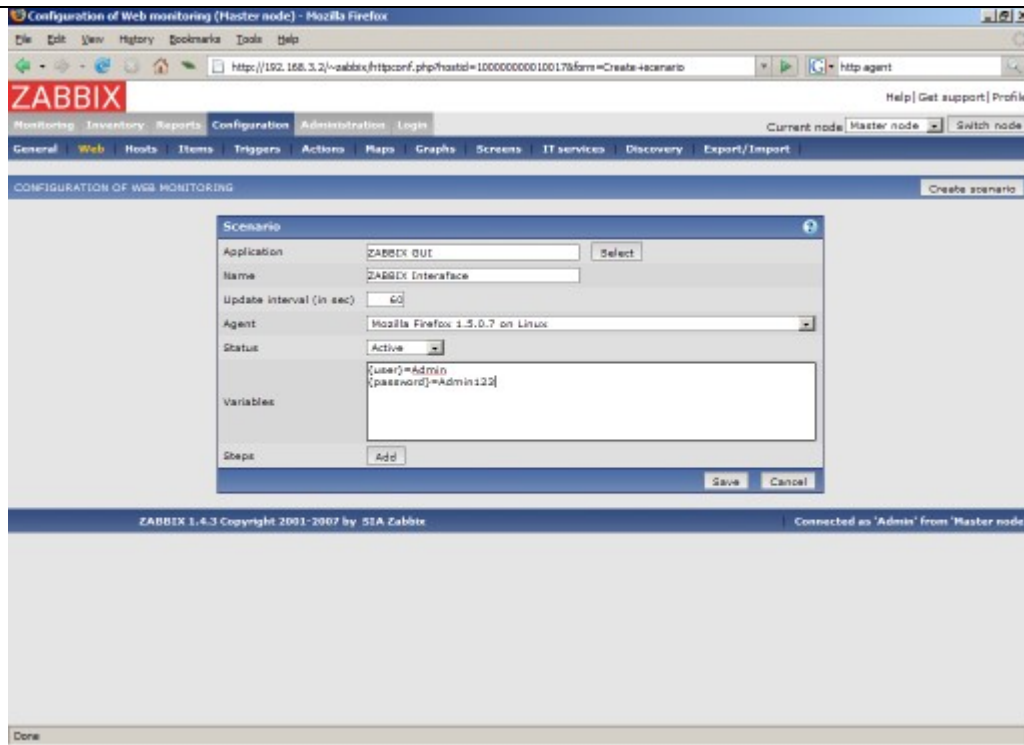 Configuration of Web monitoring (Master node) - Mozilla Firefox
File Edit View History Bookmarks Tools Help
http://192.168.3.2/~zabbix/httpconf.php?hostid=100000000010017&form=Create+scenario http agent
ZABBIX
Help| Get support| Profile
Monitoring Inventory Reports Configuration Administration Login Current node Master node Switch node
General Web Hosts Items Triggers Actions Maps Graphs Screens IT services Discovery Export/Import
CONFIGURATION OF WEB MONITORING Create scenario
Scenario
Application ZABBIX GUI Select
Name ZABBIX Interaface
Update interval (in sec) 60
Agent Mozilla Firefox 1.5.0.7 on Linux
Status Active
{user}=Admin
{password}=Admin123
Variables
Steps Add
Save Cancel
ZABBIX 1.4.3 Copyright 2001-2007 by SIA Zabbix Connected as 'Admin' from 'Master node
Done